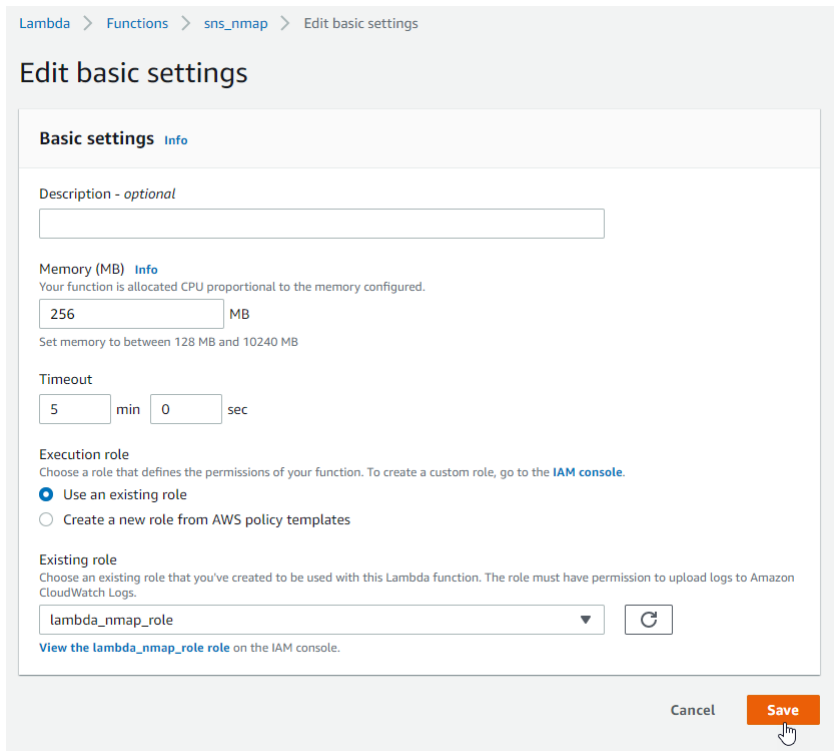 Lambda > Functions > sns_nmap > Edit basic settings
Edit basic settings
Basic settings Info
Description - optional
Memory (MB) Info
Your function is allocated CPU proportional to the memory configured.
256 MB
Set memory to between 128 MB and 10240 MB
Timeout
5 min 0 sec
Execution role
Choose a role that defines the permissions of your function. To create a custom role, go to the IAM console.
Use an existing role
Create a new role from AWS policy templates
Existing role
Choose an existing role that you've created to be used with this Lambda function. The role must have permission to upload logs to Amazon
CloudWatch Logs.
lambda_nmap_role
View the lambda_nmap_role role on the IAM console.
Cancel Save